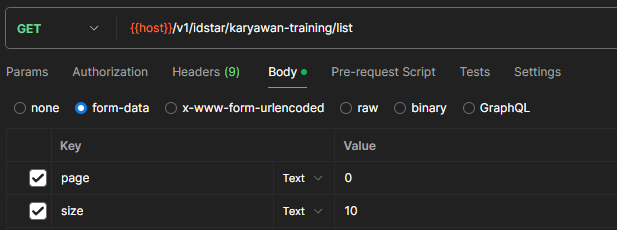 GET {{host}}/v1/idstar/karyawan-training/list
Params Authorization Headers (9) Body Pre-request Script Tests Settings
none form-data x-www-form-urlencoded raw binary GraphQL
Key Value
page Text 0
size Text 10